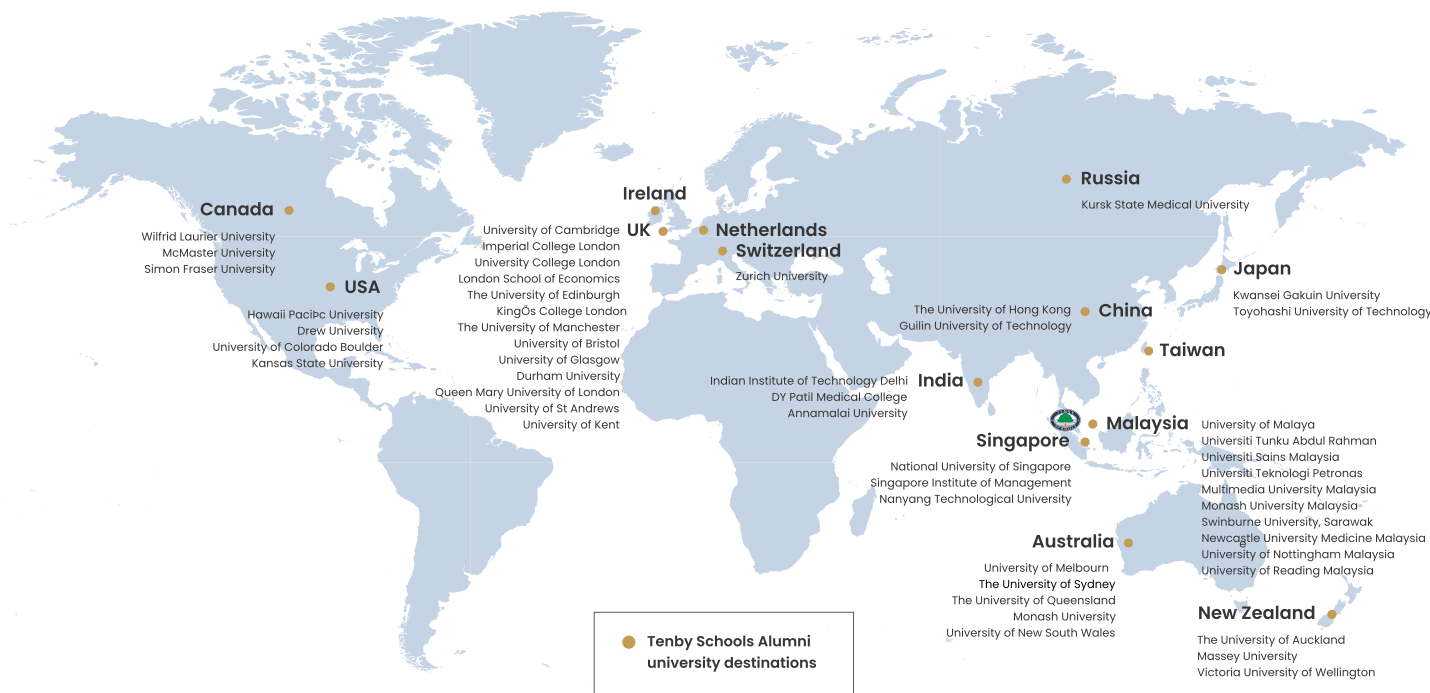 Canada
Wilfrid Laurier University
McMaster University
Simon Fraser University
USA
Hawaii PaciÞc University
Drew University
University of Colorado Boulder
Kansas State University
Ireland
UK
University of Cambridge
Imperial College London
University College London
London School of Economics
The University of Edinburgh
KingÕs College London
The University of Manchester
University of Bristol
University of Glasgow
Durham University
Queen Mary University of London
University of St Andrews
University of Kent
Netherlands
Switzerland
Zurich University
Russia
Kursk State Medical University
Japan
Kwansei Gakuin University
Toyohashi University of Technology
China
The University of Hong Kong
Guilin University of Technology
Taiwan
India
Indian Institute of Technology Delhi
DY Patil Medical College
Annamalai University
Malaysia
University of Malaya
Universiti Tunku Abdul Rahman
Universiti Sains Malaysia
Universiti Teknologi Petronas
Multimedia University Malaysia
Monash University Malaysia
Swinburne University, Sarawak
Newcastle University Medicine Malaysia
University of Nottingham Malaysia
University of Reading Malaysia
Singapore
National University of Singapore
Singapore Institute of Management
Nanyang Technological University
Australia
University of Melbourn
e
The University of Sydney
The University of Queensland
Monash University
University of New South Wales
New Zealand
The University of Auckland
Massey University
Victoria University of Wellington
Tenby Schools Alumni
university destinations